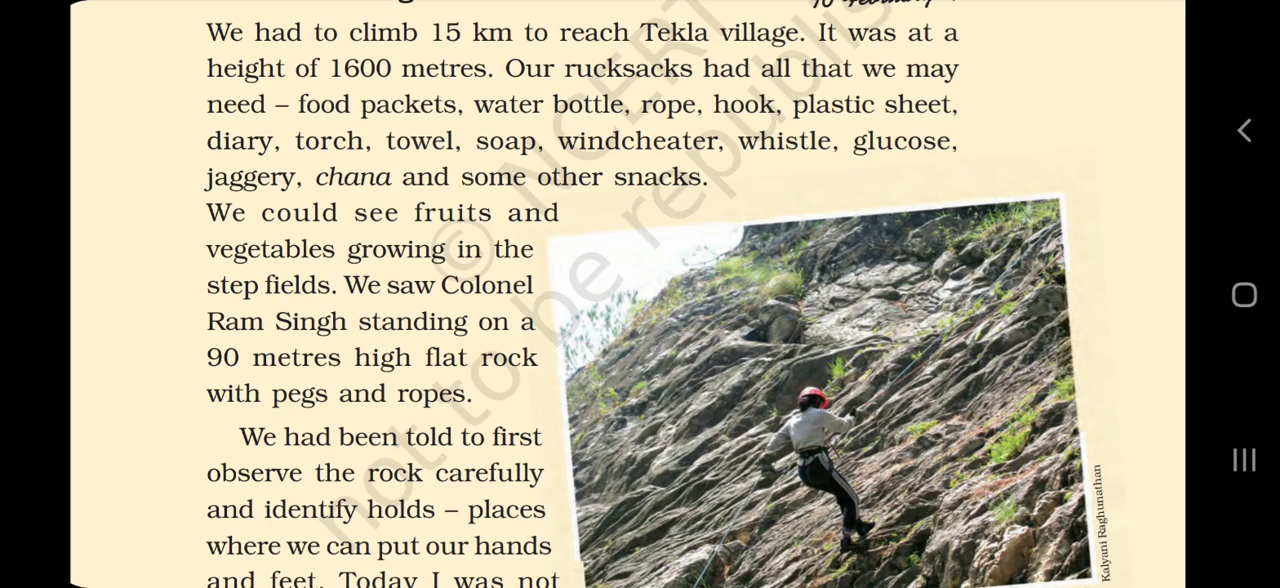 We had to climb 15 km to reach Tekla village. It was at a
height of 1600 metres. Our rucksacks had all that we may
need – food packets, water bottle, rope, hook, plastic sheet,
diary, torch, towel, soap, windcheater, whistle, glucose,
jaggery, chana and some other snacks.
We could see fruits and
vegetables growing in the
step fields. We saw Colonel
Ram Singh standing on a
90 metres high flat rock
with pegs and ropes.
We had been told to first
observe the rock carefully
and identify holds – places
where we can put our hands
and feet. Today I was not
Kalyani Raghunathan
© NCERT
not to be republis